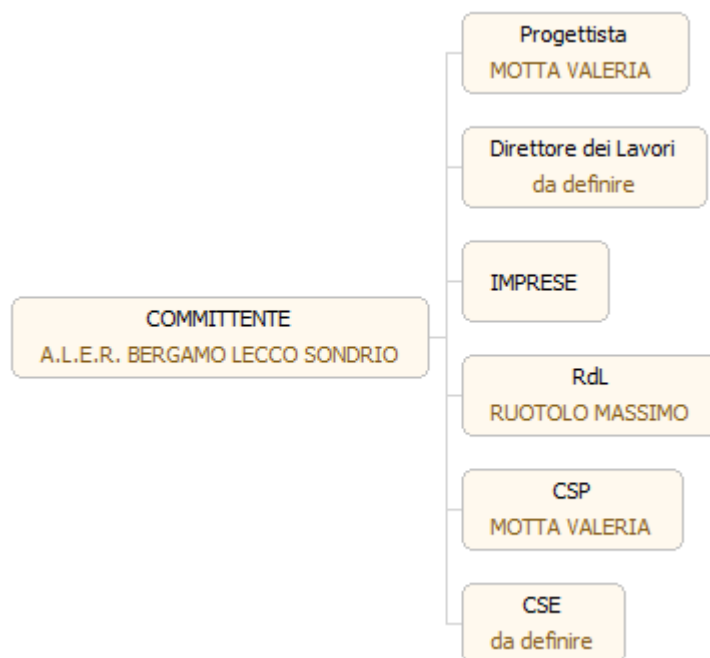 Progettista
MOTTA VALERIA
Direttore dei Lavori
da definire
IMPRESE
COMMITTENTE
A.L.E.R. BERGAMO LECCO SONDRIO
RdL
RUOTOLO MASSIMO
CSP
MOTTA VALERIA
CSE
da definire